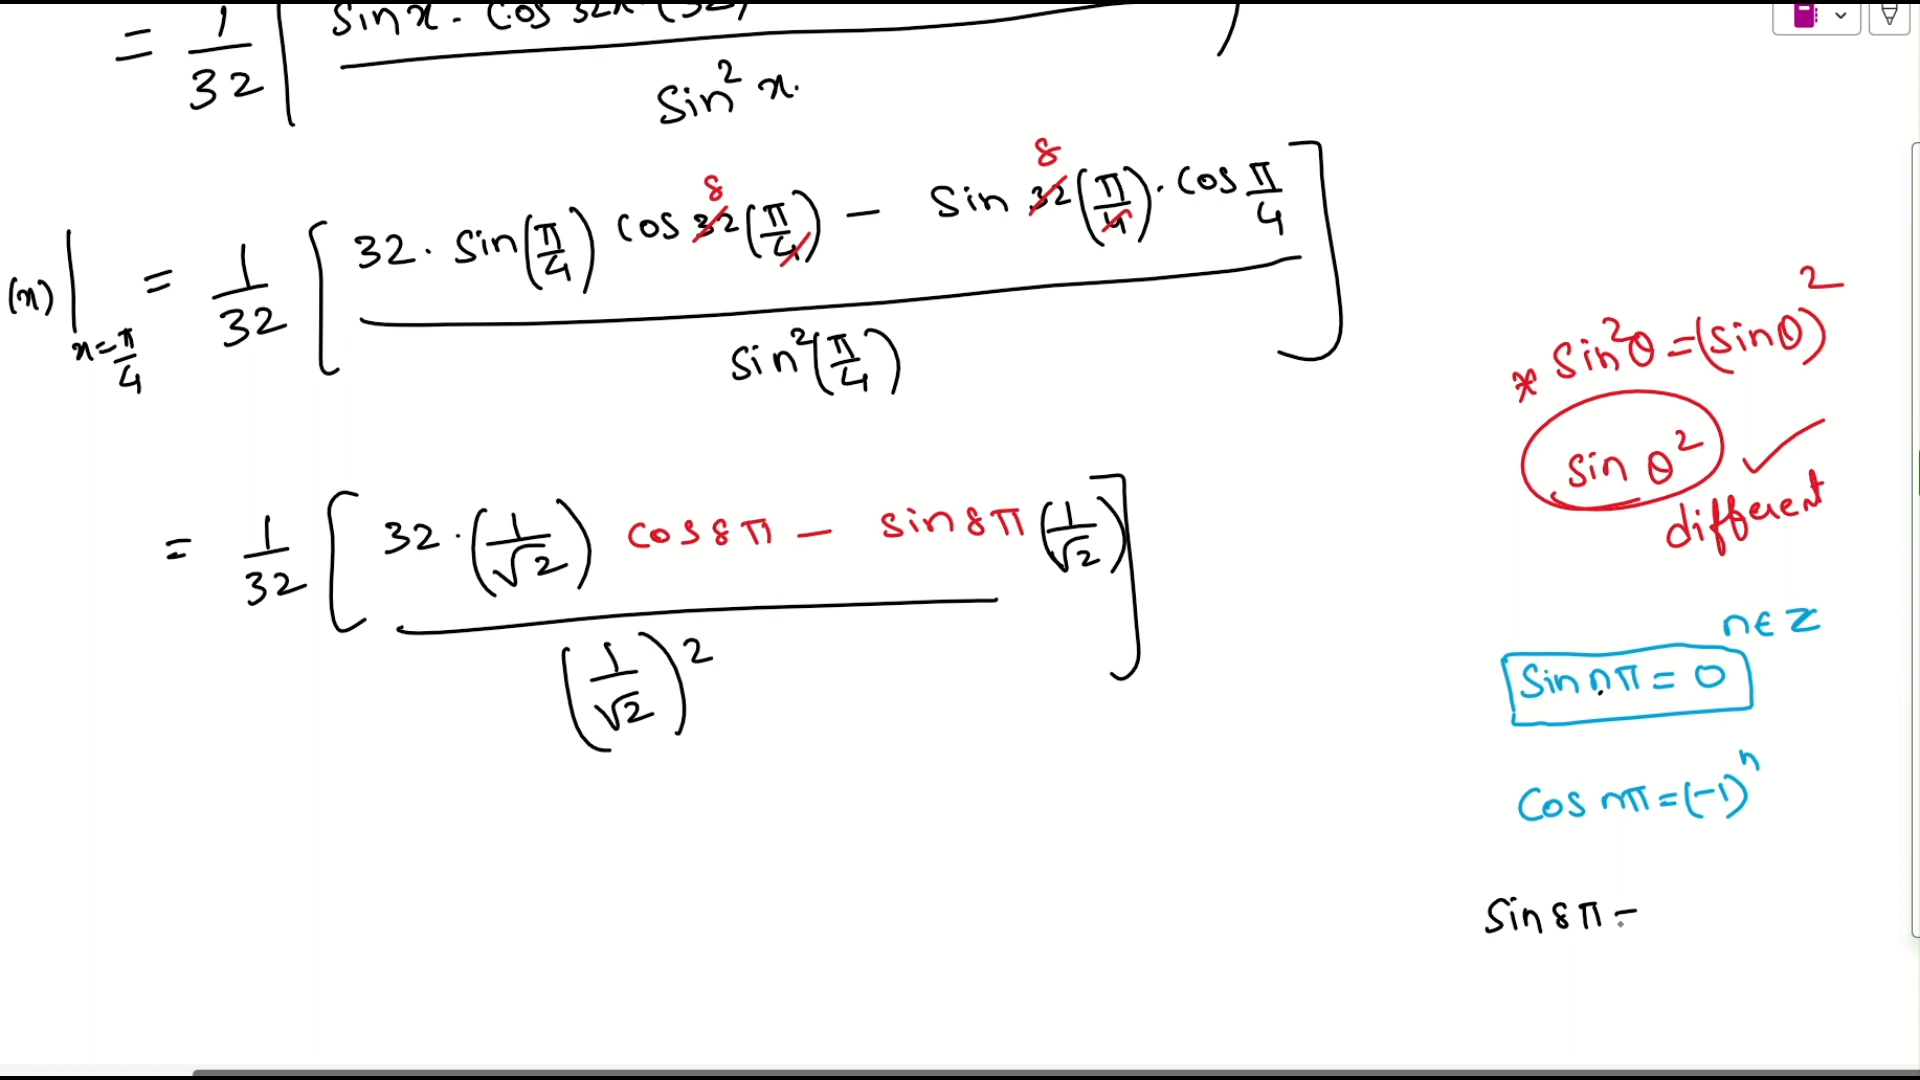 = 1/32 [ sinx · cos 32x · (32)
sin² x.
(x) | x=π/4 = 1/32 [ 32 · sin(π/4) cos 32 8 (π/4) − sin 32 8 (π/4) · cos π/4 ]
sin²(π/4)
= 1/32 [ 32 · (1/√2) cos 8π − sin 8π (1/√2) ]
(1/√2)²
* sin²θ = (sinθ)²
sin θ² ✓
different
n∈Z
sin nπ = 0
cos nπ = (-1)ⁿ
sin 8π =